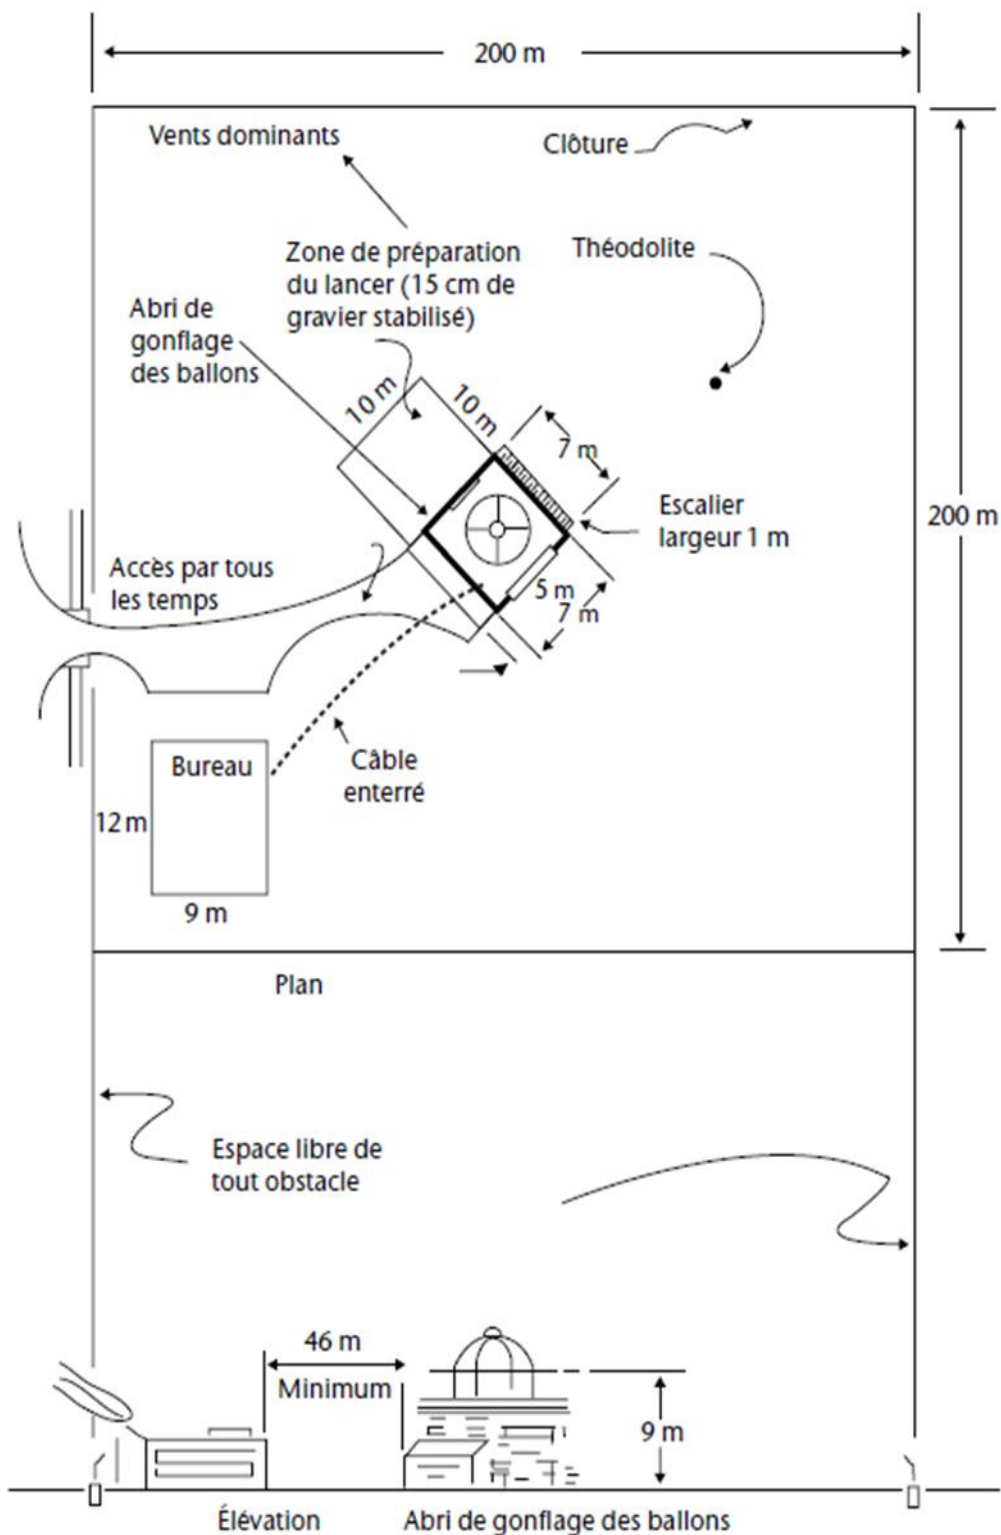 200 m
Vents dominants
Clôture
Théodolite
Zone de préparation
du lancer (15 cm de
gravier stabilisé)
Abri de
gonflage
des ballons
10 m
10 m
7 m
Escalier
largeur 1 m
200 m
Accès par tous
les temps
5 m
7 m
Bureau
Câble
enterré
12 m
9 m
Plan
Espace libre de
tout obstacle
46 m
Minimum
9 m
Élévation
Abri de gonflage des ballons